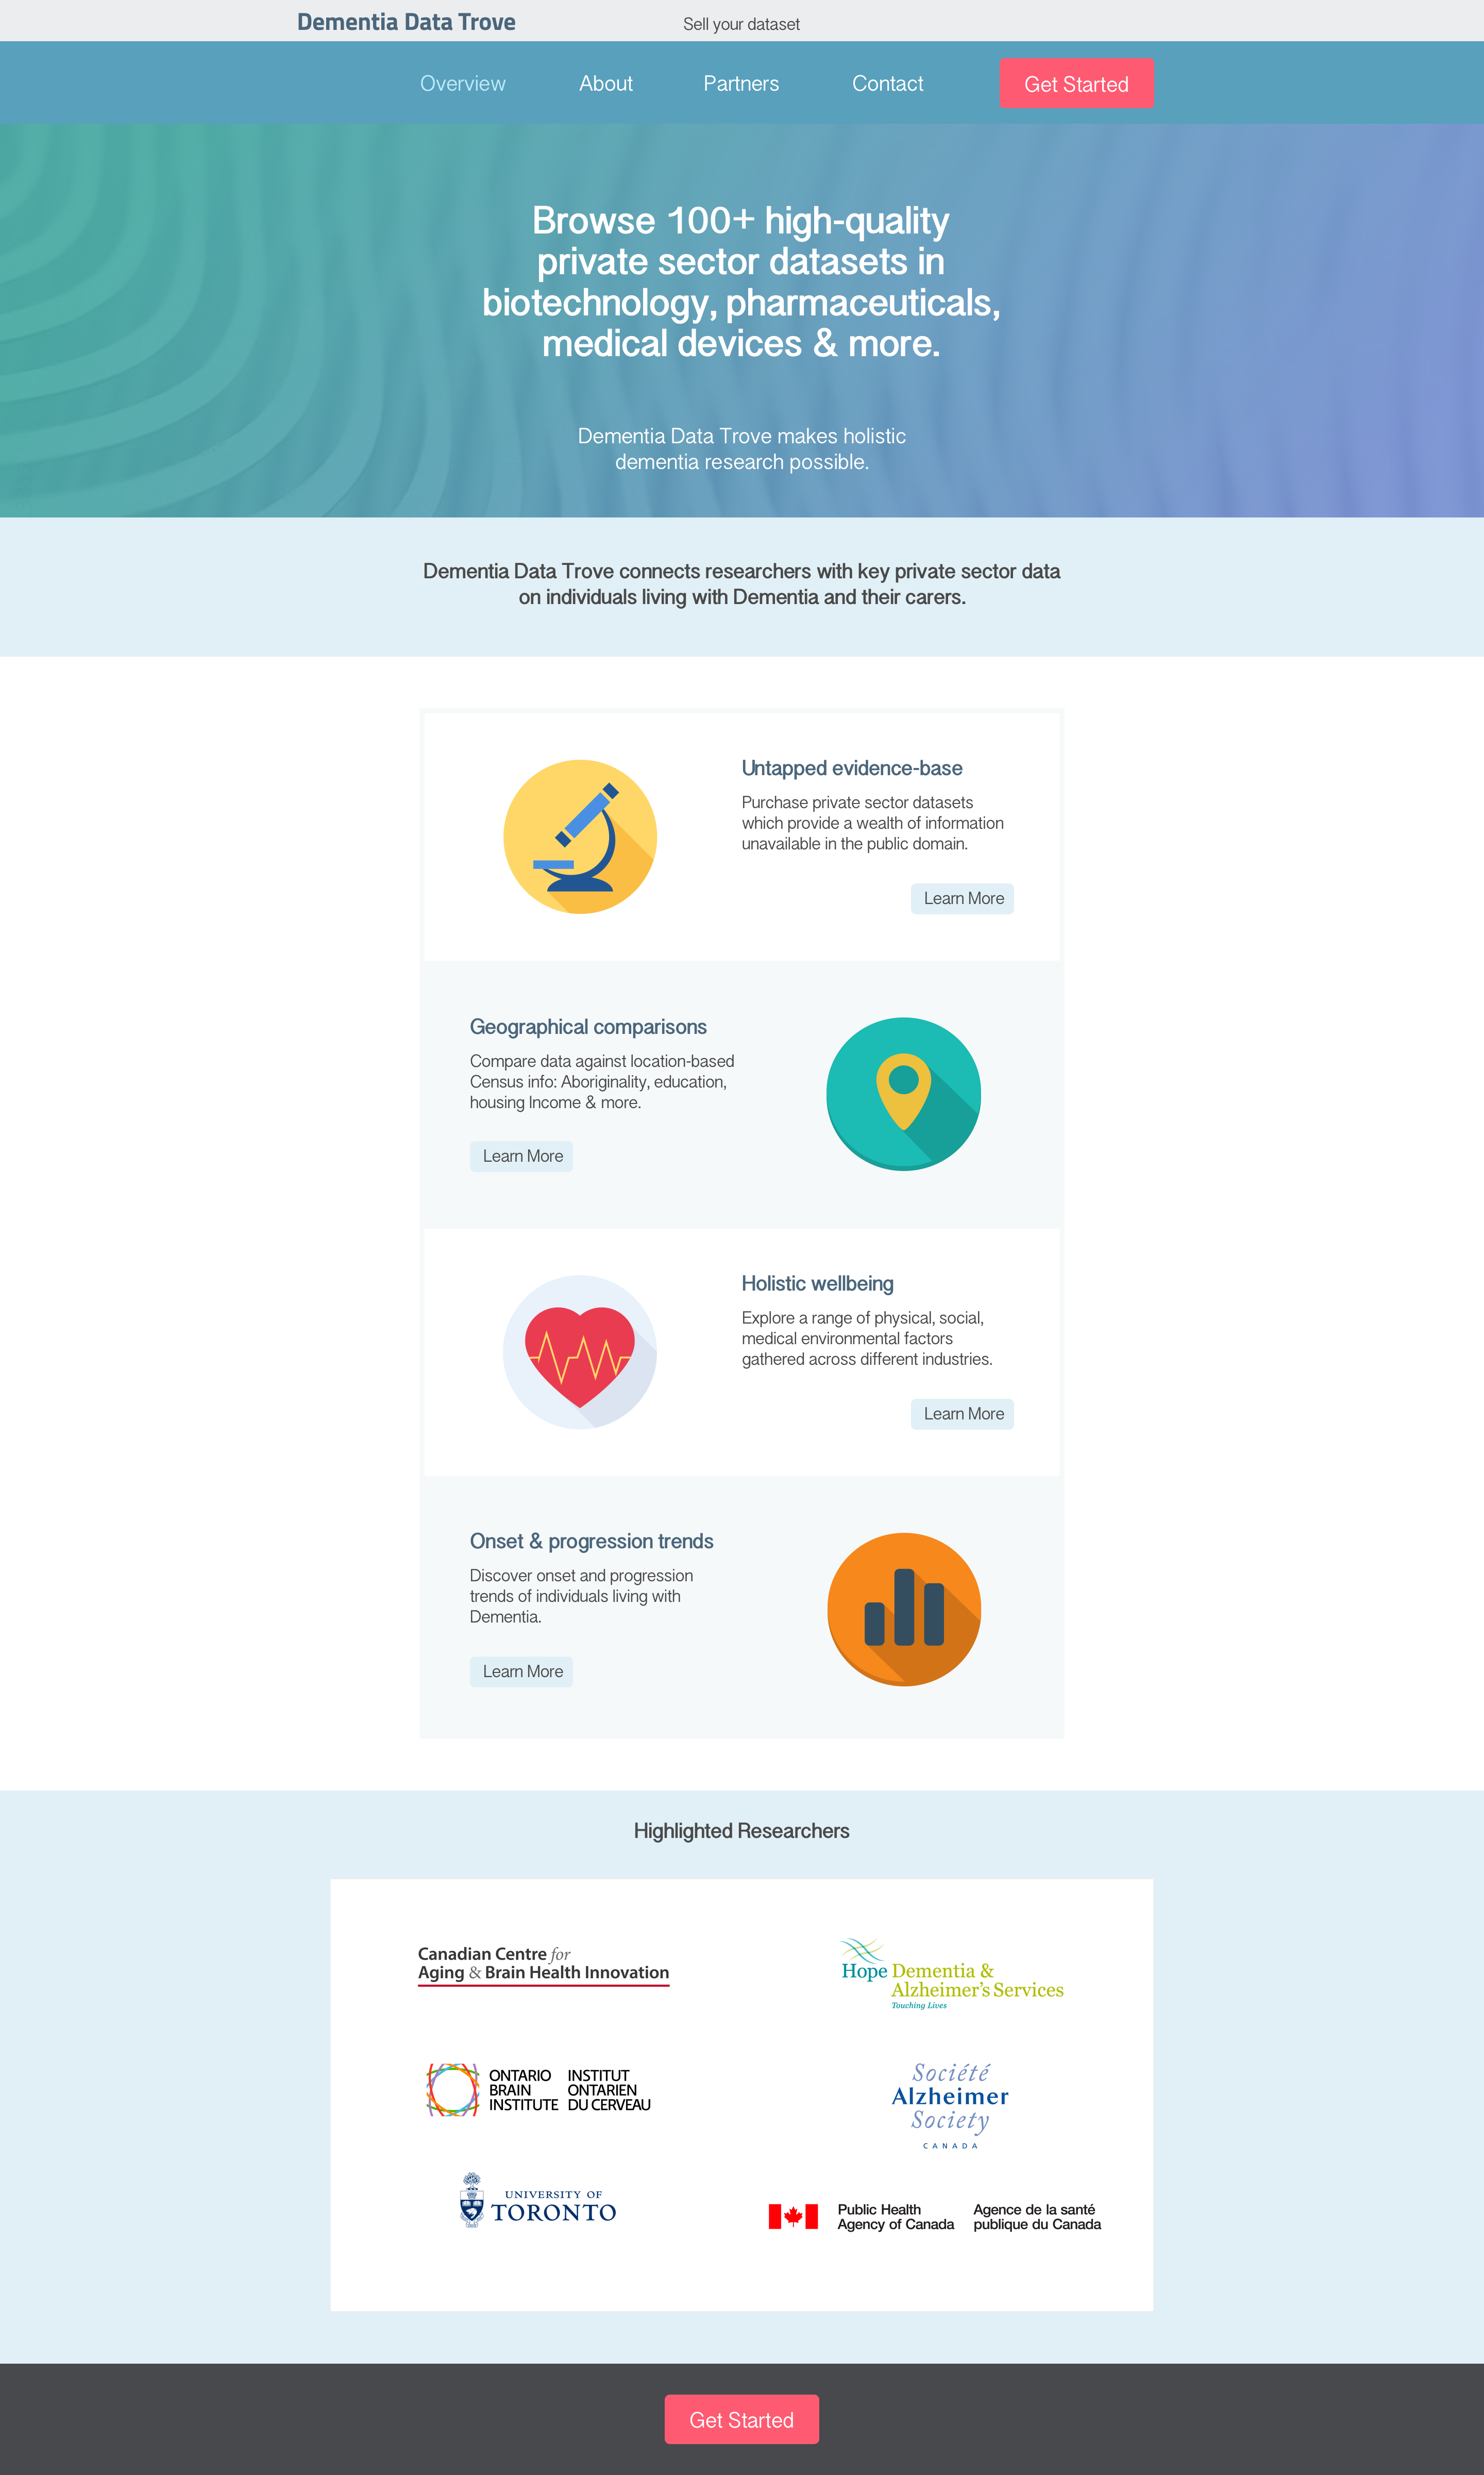 Dementia Data Trove
Sell your dataset
Overview
About
Partners
Contact
Get Started
Browse 100+ high-quality
private sector datasets in
biotechnology, pharmaceuticals,
medical devices & more.
Dementia Data Trove makes holistic
dementia research possible.
Dementia Data Trove connects researchers with key private sector data
on individuals living with Dementia and their carers.
Untapped evidence-base
Purchase private sector datasets
which provide a wealth of information
unavailable in the public domain.
Learn More
Geographical comparisons
Compare data against location-based
Census info: Aboriginality, education,
housing Income & more.
Learn More
Holistic wellbeing
Explore a range of physical, social,
medical environmental factors
gathered across different industries.
Learn More
Onset & progression trends
Discover onset and progression
trends of individuals living with
Dementia.
Learn More
Highlighted Researchers
Canadian Centre for
Aging & Brain Health Innovation
Hope Dementia &
Alzheimer's Services
Touching Lives
ONTARIO
BRAIN
INSTITUTE
INSTITUT
ONTARIEN
DU CERVEAU
Société
Alzheimer
Society
CANADA
UNIVERSITY OF
TORONTO
Public Health
Agency of Canada
Agence de la santé
publique du Canada
Get Started